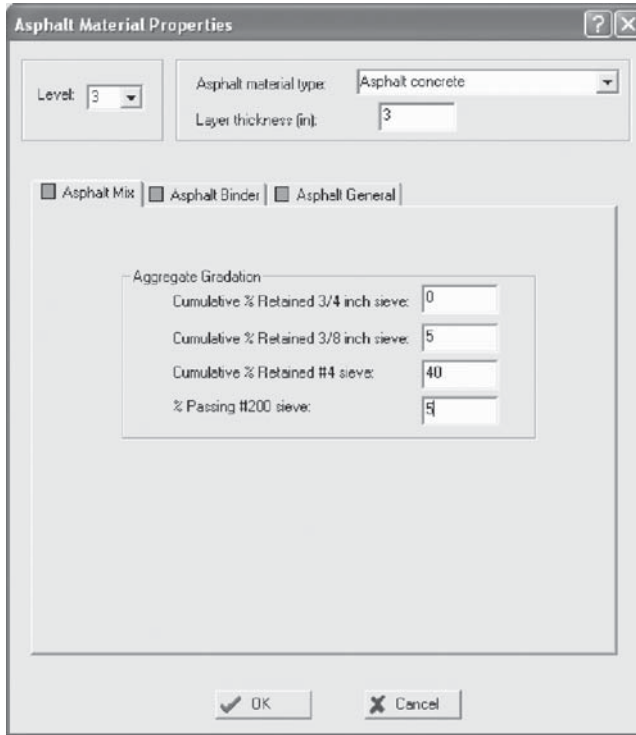 Asphalt Material Properties
Level: 3
Asphalt material type: Asphalt concrete
Layer thickness (in): 3
Asphalt Mix Asphalt Binder Asphalt General
Aggregate Gradation
Cumulative % Retained 3/4 inch sieve: 0
Cumulative % Retained 3/8 inch sieve: 5
Cumulative % Retained #4 sieve: 40
% Passing #200 sieve: 5
OK Cancel